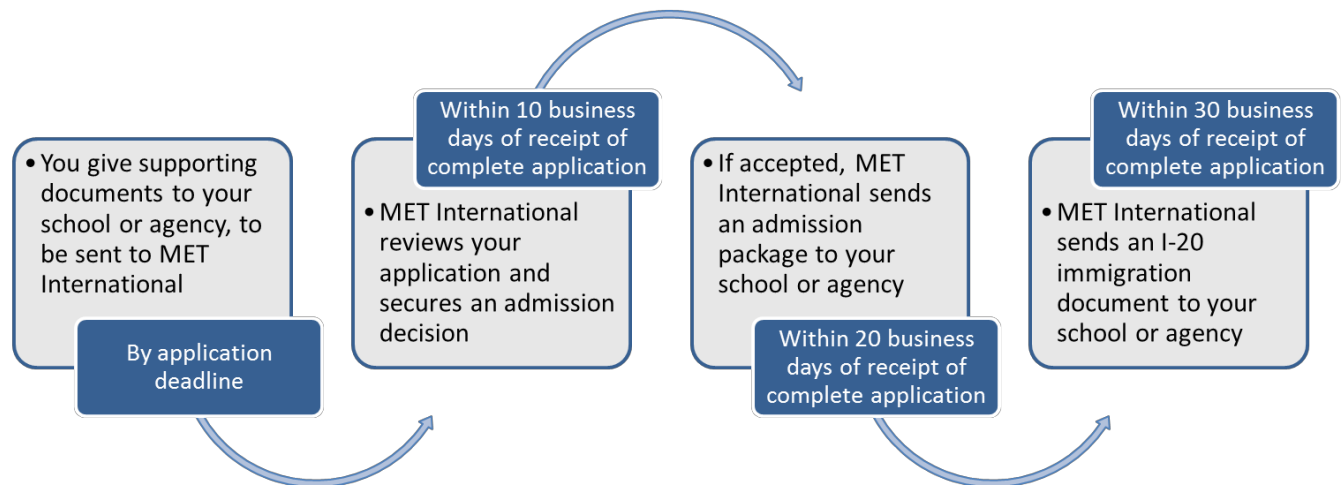 • You give supporting
documents to your
school or agency, to
be sent to MET
International
By application
deadline
Within 10 business
days of receipt of
complete application
• MET International
reviews your
application and
secures an admission
decision
• If accepted, MET
International sends
an admission
package to your
school or agency
Within 20 business
days of receipt of
complete application
Within 30 business
days of receipt of
complete application
• MET International
sends an I-20
immigration
document to your
school or agency